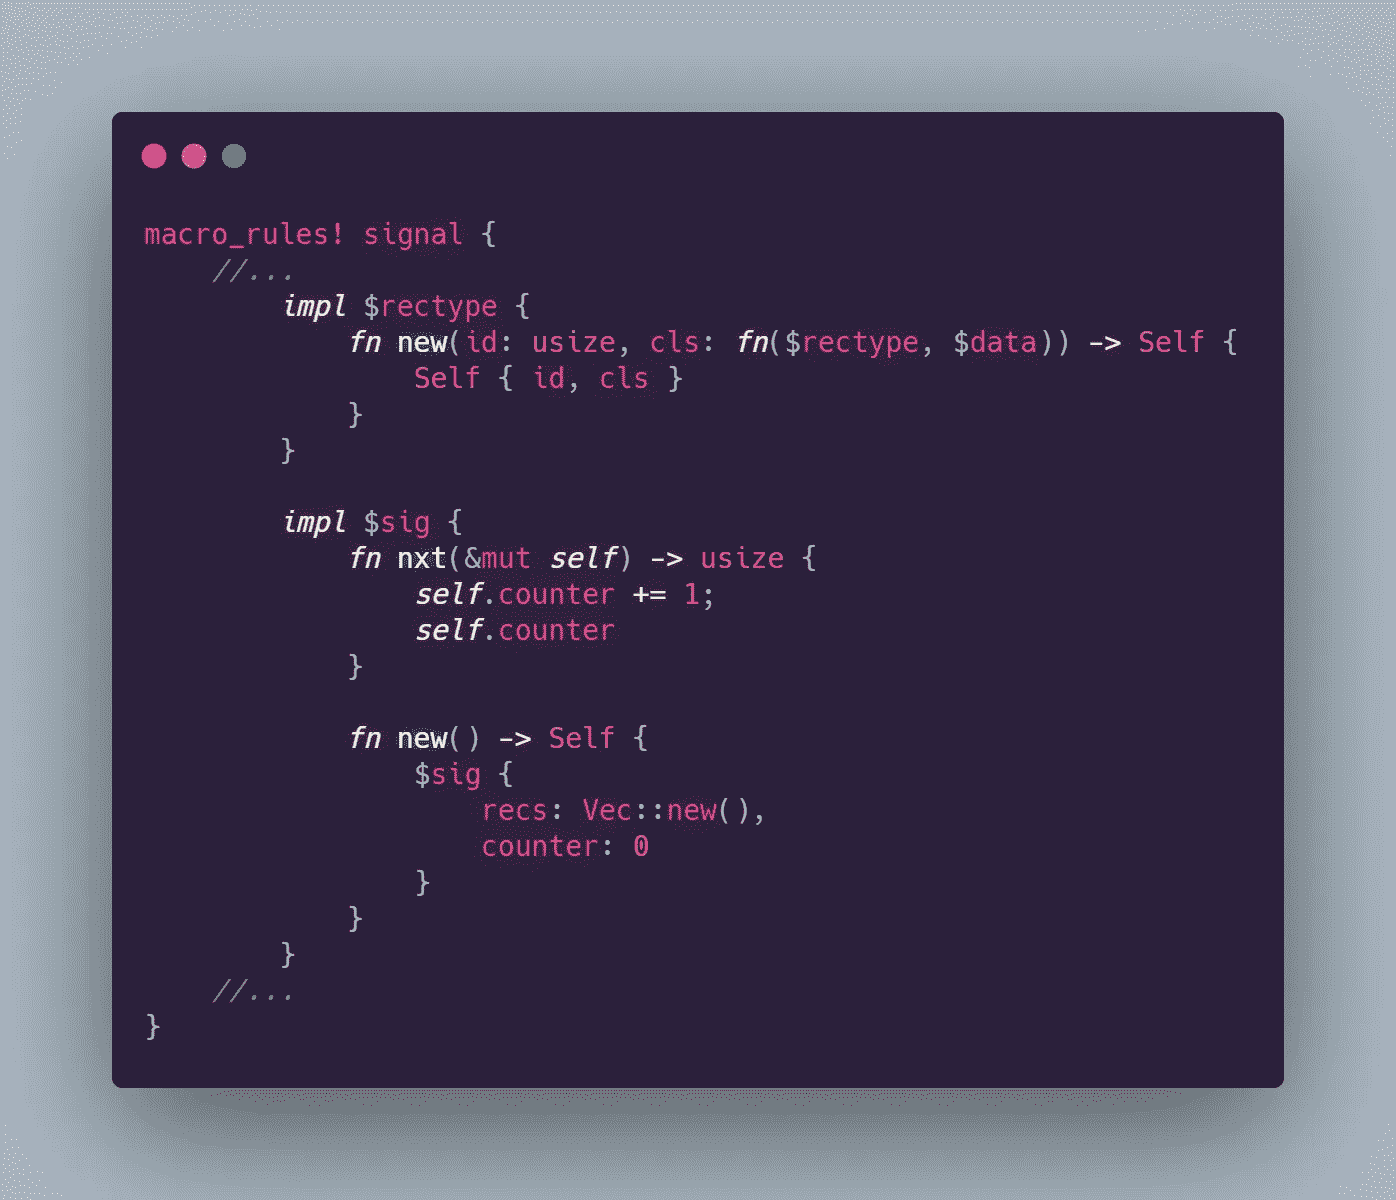 macro_rules! signal {
    //...
        impl $rectype {
            fn new(id: usize, cls: fn($rectype, $data)) -> Self {
                Self { id, cls }
            }
        }

        impl $sig {
            fn nxt(&mut self) -> usize {
                self.counter += 1;
                self.counter
            }

            fn new() -> Self {
                $sig {
                    recs: Vec::new(),
                    counter: 0
                }
            }
        }
    //...
}